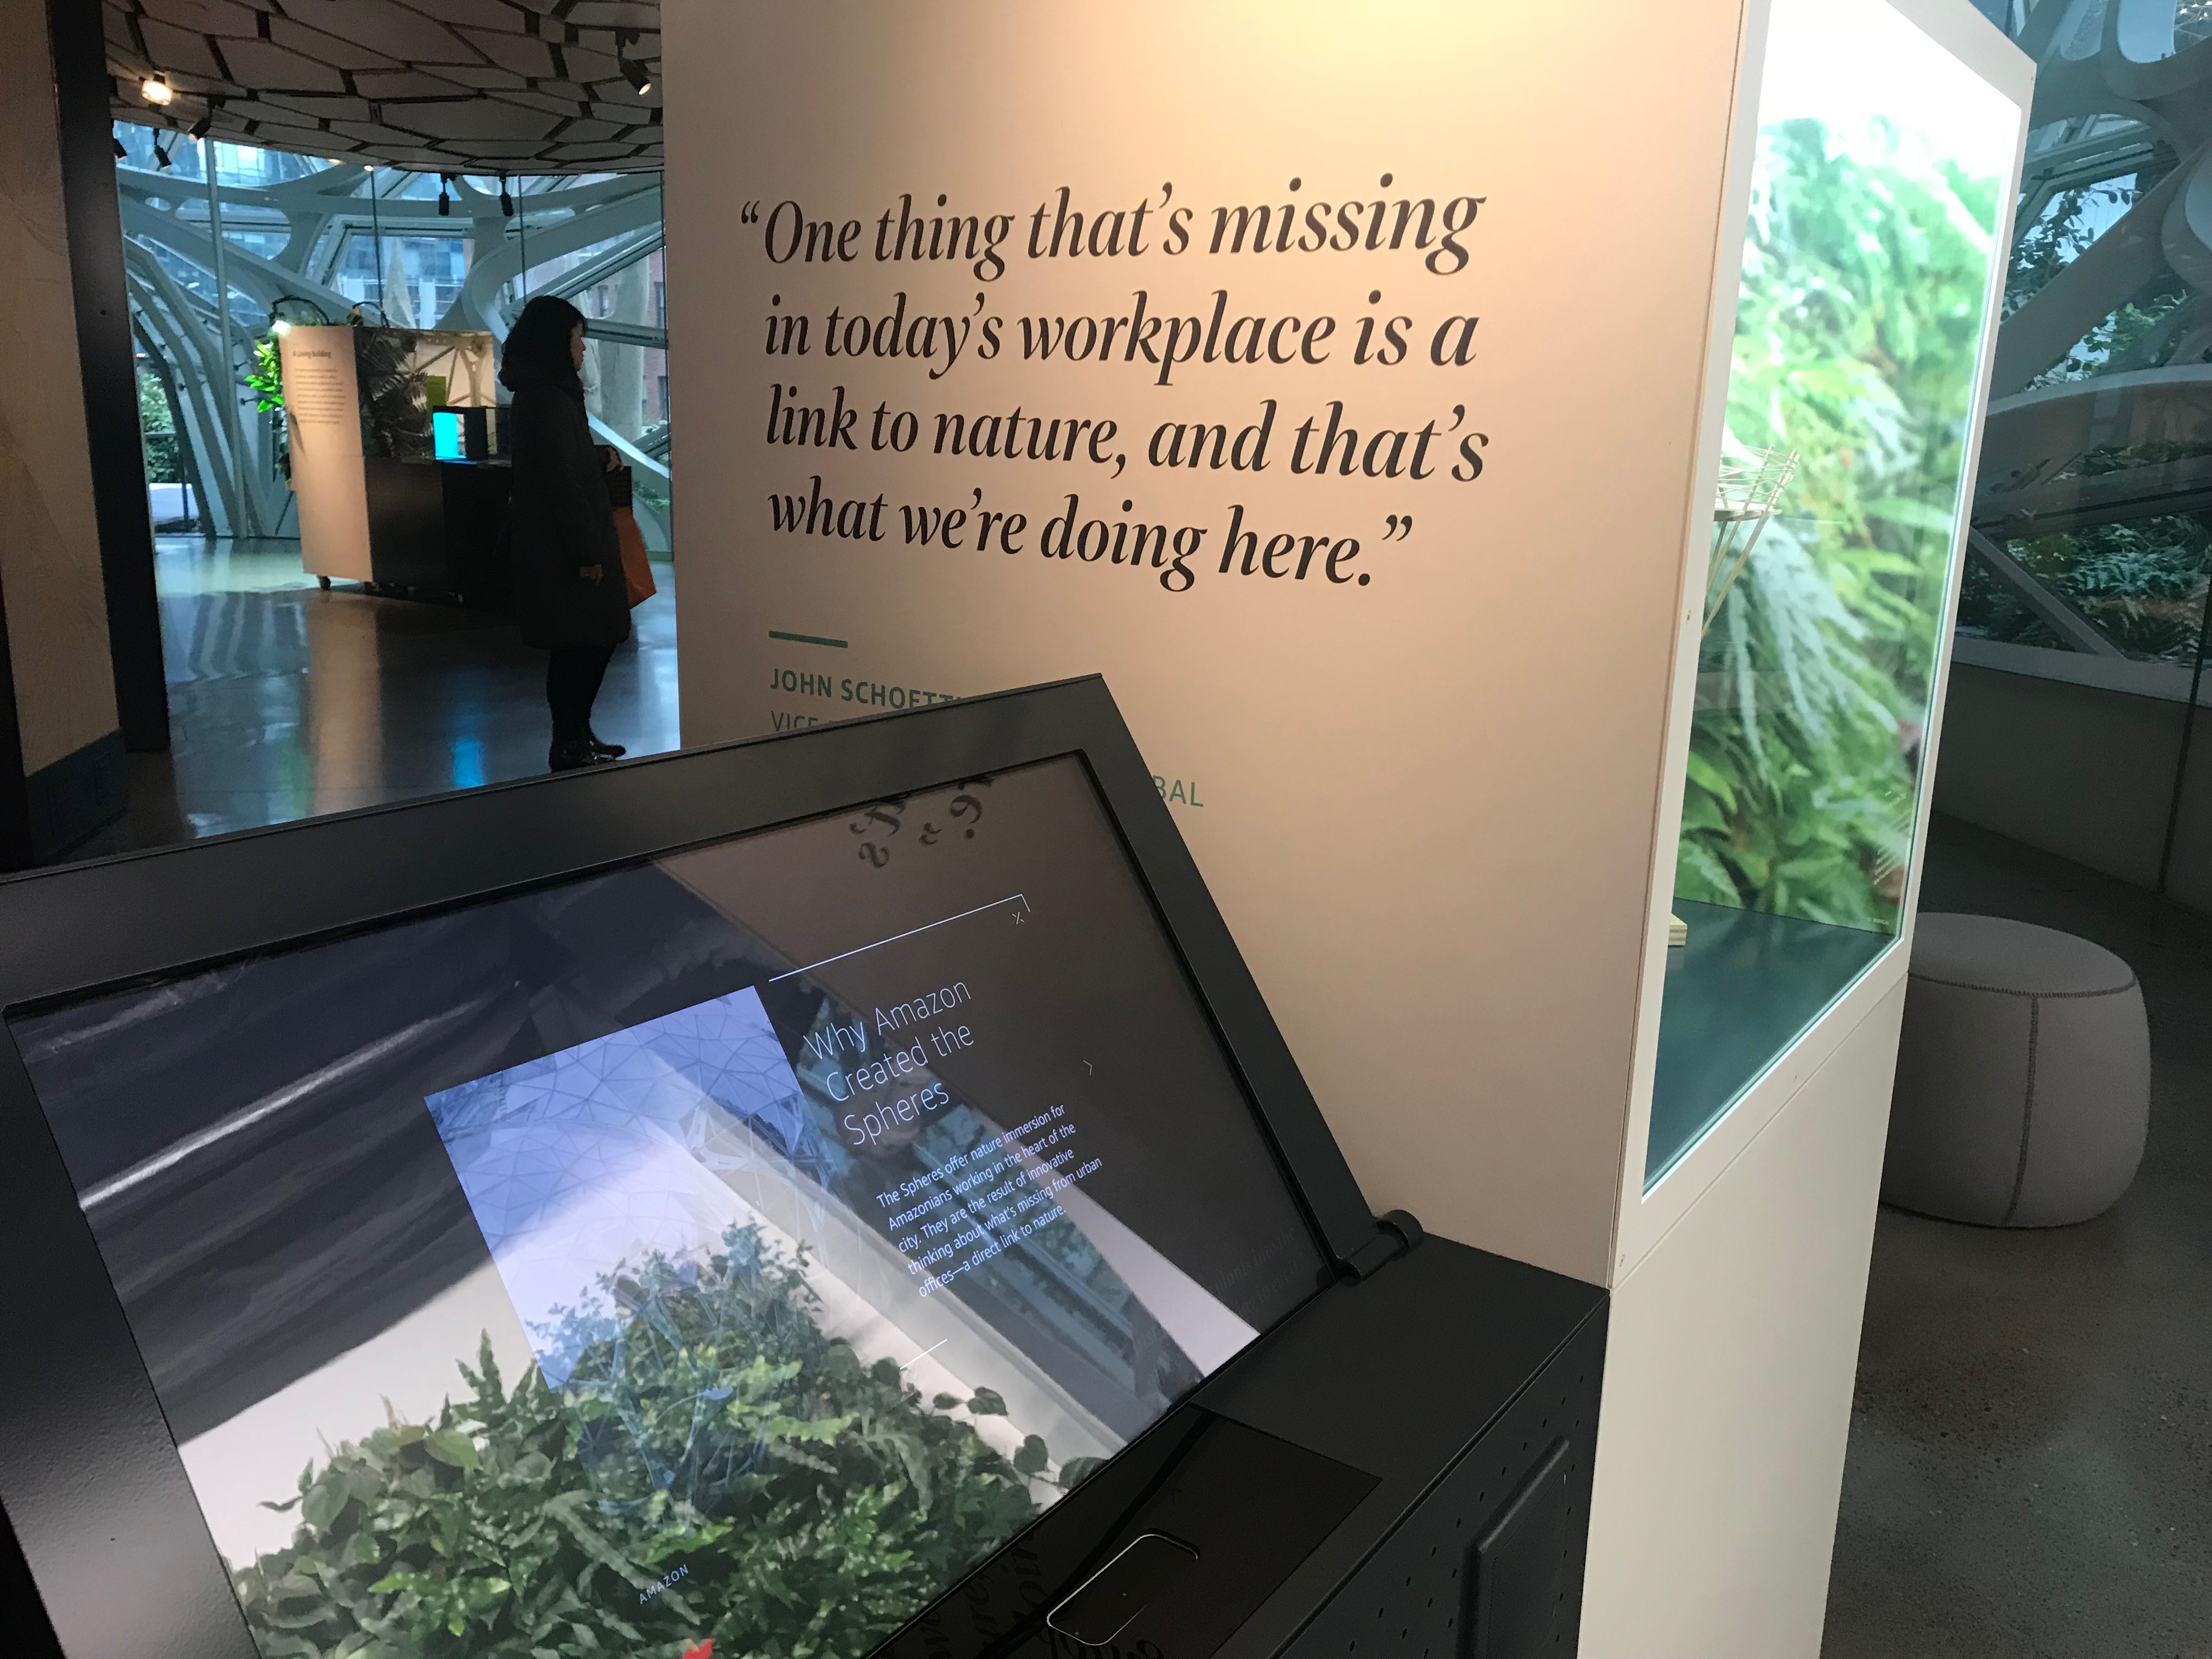 “One thing that’s missing
in today’s workplace is a
link to nature, and that’s
what we’re doing here.”
JOHN
BAL
Why Amazon
Created the
Spheres
The Spheres offer nature immersion for
Amazonians working in the heart of the
city. They are the result of innovative
thinking about what’s missing from urban
offices—a direct link to nature.
AMAZON
A Living Building